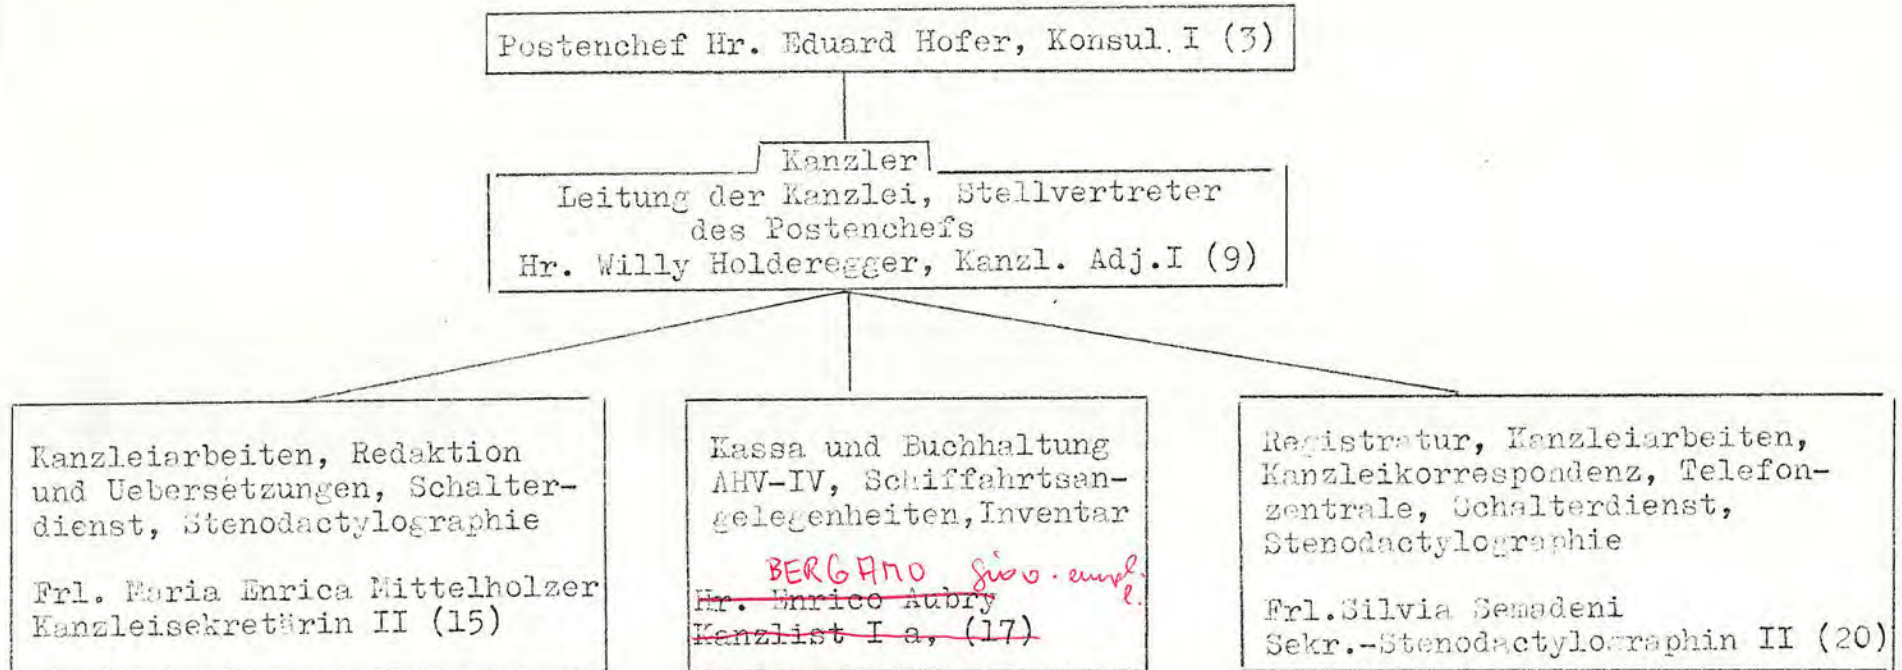 Postenchef Hr. Eduard Hofer, Konsul I (3)
Kanzler
Leitung der Kanzlei, Stellvertreter
des Postenchefs
Hr. Willy Holderegger, Kanzl. Adj.I (9)
Kanzleiarbeiten, Redaktion
und Uebersetzungen, Schalter-
dienst, Stenodactylographie
Frl. Maria Enrica Mittelholzer
Kanzleisekretärin II (15)
Kassa und Buchhaltung
AHV-IV, Schiffahrtsan-
gelegenheiten, Inventar
BERGAMO
Hr. Enrico Aubry
Kanzlist I a, (17)
Registratur, Kanzleiarbeiten,
Kanzleikorrespondenz, Telefon-
zentrale, Schalterdienst,
Stenodactylographie
Frl.Silvia Semadeni
Sekr.-Stenodactylographin II (20)